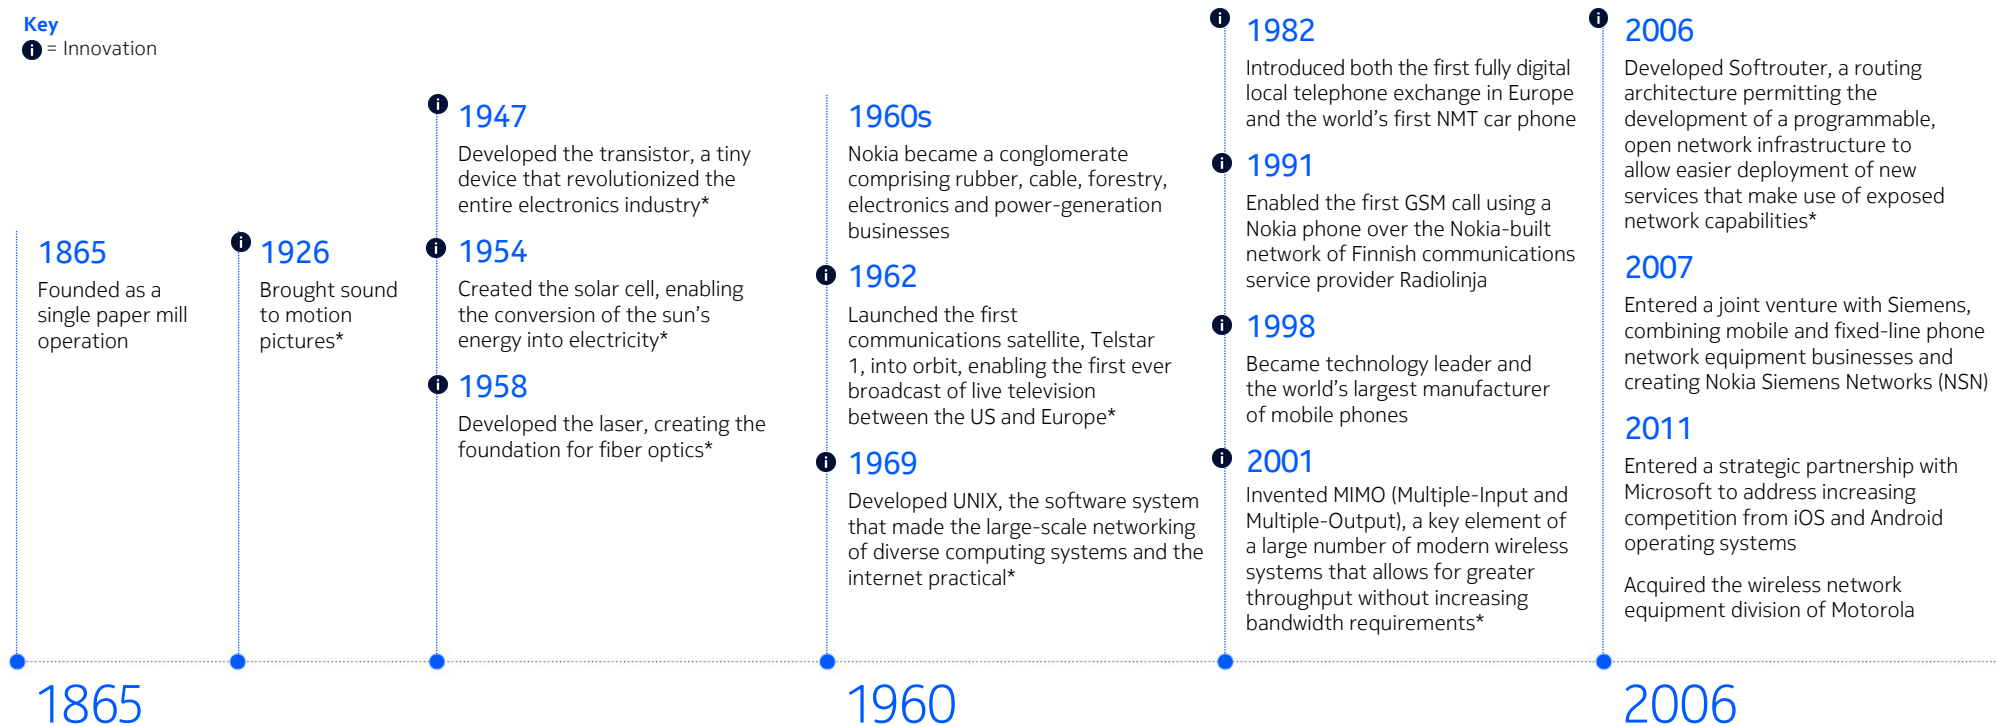 Key
i = Innovation
1865
Founded as a
single paper mill
operation
1926
Brought sound
to motion
pictures*
1947
Developed the transistor, a tiny
device that revolutionized the
entire electronics industry*
1954
Created the solar cell, enabling
the conversion of the sun’s
energy into electricity*
1958
Developed the laser, creating the
foundation for fiber optics*
1960s
Nokia became a conglomerate
comprising rubber, cable, forestry,
electronics and power-generation
businesses
1962
Launched the first
communications satellite, Telstar
1, into orbit, enabling the first ever
broadcast of live television
between the US and Europe*
1969
Developed UNIX, the software system
that made the large-scale networking
of diverse computing systems and the
internet practical*
1982
Introduced both the first fully digital
local telephone exchange in Europe
and the world’s first NMT car phone
1991
Enabled the first GSM call using a
Nokia phone over the Nokia-built
network of Finnish communications
service provider Radiolinja
1998
Became technology leader and
the world’s largest manufacturer
of mobile phones
2001
Invented MIMO (Multiple-Input and
Multiple-Output), a key element of
a large number of modern wireless
systems that allows for greater
throughput without increasing
bandwidth requirements*
2006
Developed Softrouter, a routing
architecture permitting the
development of a programmable,
open network infrastructure to
allow easier deployment of new
services that make use of exposed
network capabilities*
2007
Entered a joint venture with Siemens,
combining mobile and fixed-line phone
network equipment businesses and
creating Nokia Siemens Networks (NSN)
2011
Entered a strategic partnership with
Microsoft to address increasing
competition from iOS and Android
operating systems
Acquired the wireless network
equipment division of Motorola
1865
1960
2006